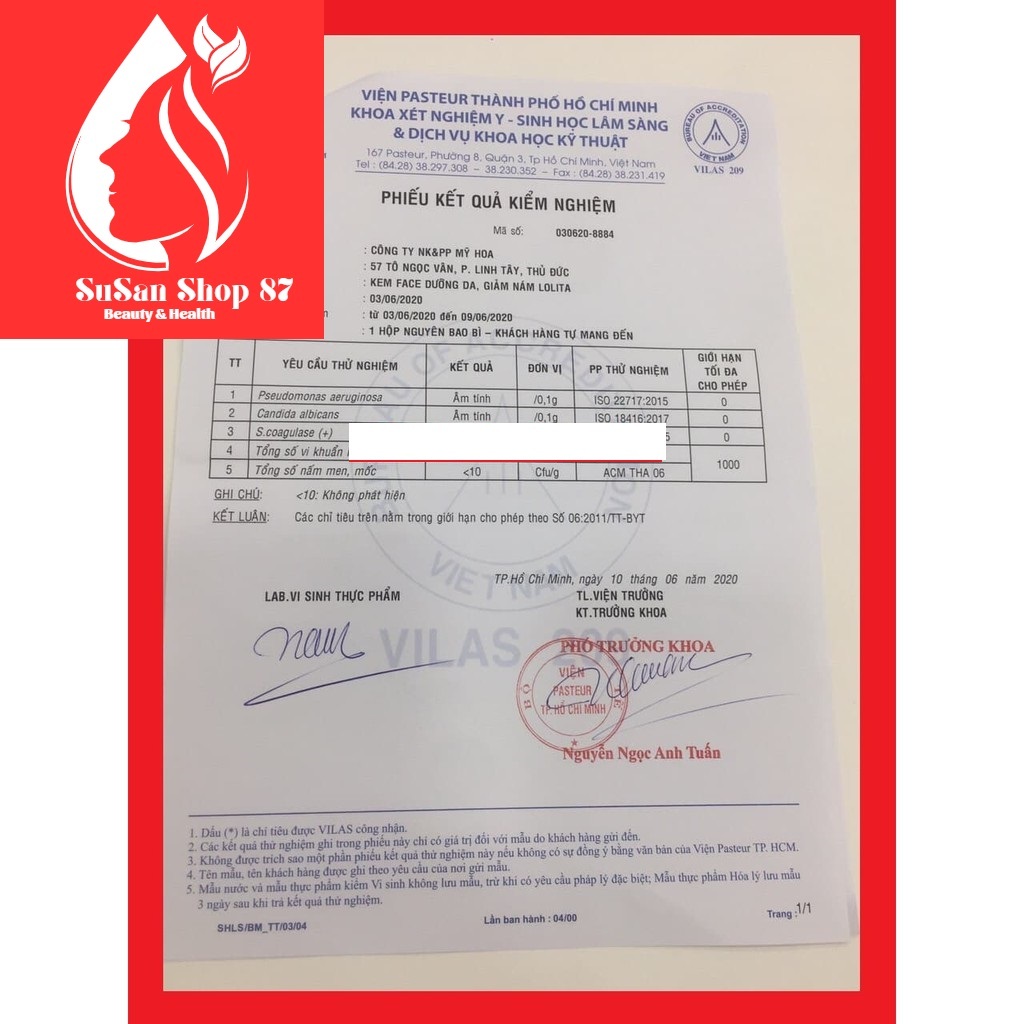 SuSan Shop 87
Beauty & Health
VIỆN PASTEUR THÀNH PHỐ HỒ CHÍ MINH
KHOA XÉT NGHIỆM Y - SINH HỌC LÂM SÀNG
& DỊCH VỤ KHOA HỌC KỸ THUẬT
167 Pasteur, Phường 8, Quận 3, Tp Hồ Chí Minh, Việt Nam
Tel : (84.28) 38.297.308 – 38.230.352 – Fax : (84.28) 38.231.419
BUREAU OF ACCREDITATION
VIET NAM
VILAS 209
PHIẾU KẾT QUẢ KIỂM NGHIỆM
Mã số: 030620-8884
: CÔNG TY NK&PP MỸ HOA
: 57 TÔ NGỌC VÂN, P. LINH TÂY, THỦ ĐỨC
: KEM FACE DƯỠNG DA, GIẢM NÁM LOLITA
: 03/06/2020
: từ 03/06/2020 đến 09/06/2020
: 1 HỘP NGUYÊN BAO BÌ – KHÁCH HÀNG TỰ MANG ĐẾN
TT YÊU CẦU THỬ NGHIỆM KẾT QUẢ ĐƠN VỊ PP THỬ NGHIỆM GIỚI HẠN TỐI ĐA CHO PHÉP
1 Pseudomonas aeruginosa Âm tính /0,1g ISO 22717:2015 0
2 Candida albicans Âm tính /0,1g ISO 18416:2017 0
3 S.coagulase (+) 5 0
4 Tổng số vi khuẩn 1000
5 Tổng số nấm men, mốc <10 Cfu/g ACM THA 06
GHI CHÚ: <10: Không phát hiện
KẾT LUẬN: Các chỉ tiêu trên nằm trong giới hạn cho phép theo Số 06:2011/TT-BYT
TP.Hồ Chí Minh, ngày 10 tháng 06 năm 2020
LAB.VI SINH THỰC PHẨM TL.VIỆN TRƯỞNG
KT.TRƯỞNG KHOA
PHÓ TRƯỞNG KHOA
VIỆN
PASTEUR
TP. HỒ CHÍ MINH
BỘ Y TẾ
Nguyễn Ngọc Anh Tuấn
BUREAU OF ACCREDITATION
VIET NAM
VILAS 209
1. Dấu (*) là chỉ tiêu được VILAS công nhận.
2. Các kết quả thử nghiệm ghi trong phiếu này chỉ có giá trị đối với mẫu do khách hàng gửi đến.
3. Không được trích sao một phần phiếu kết quả thử nghiệm này nếu không có sự đồng ý bằng văn bản của Viện Pasteur TP. HCM.
4. Tên mẫu, tên khách hàng được ghi theo yêu cầu của nơi gửi mẫu.
5. Mẫu nước và mẫu thực phẩm kiểm Vi sinh không lưu mẫu, trừ khi có yêu cầu pháp lý đặc biệt; Mẫu thực phẩm Hóa lý lưu mẫu
3 ngày sau khi trả kết quả thử nghiệm.
SHLS/BM_TT/03/04 Lần ban hành : 04/00 Trang :1/1